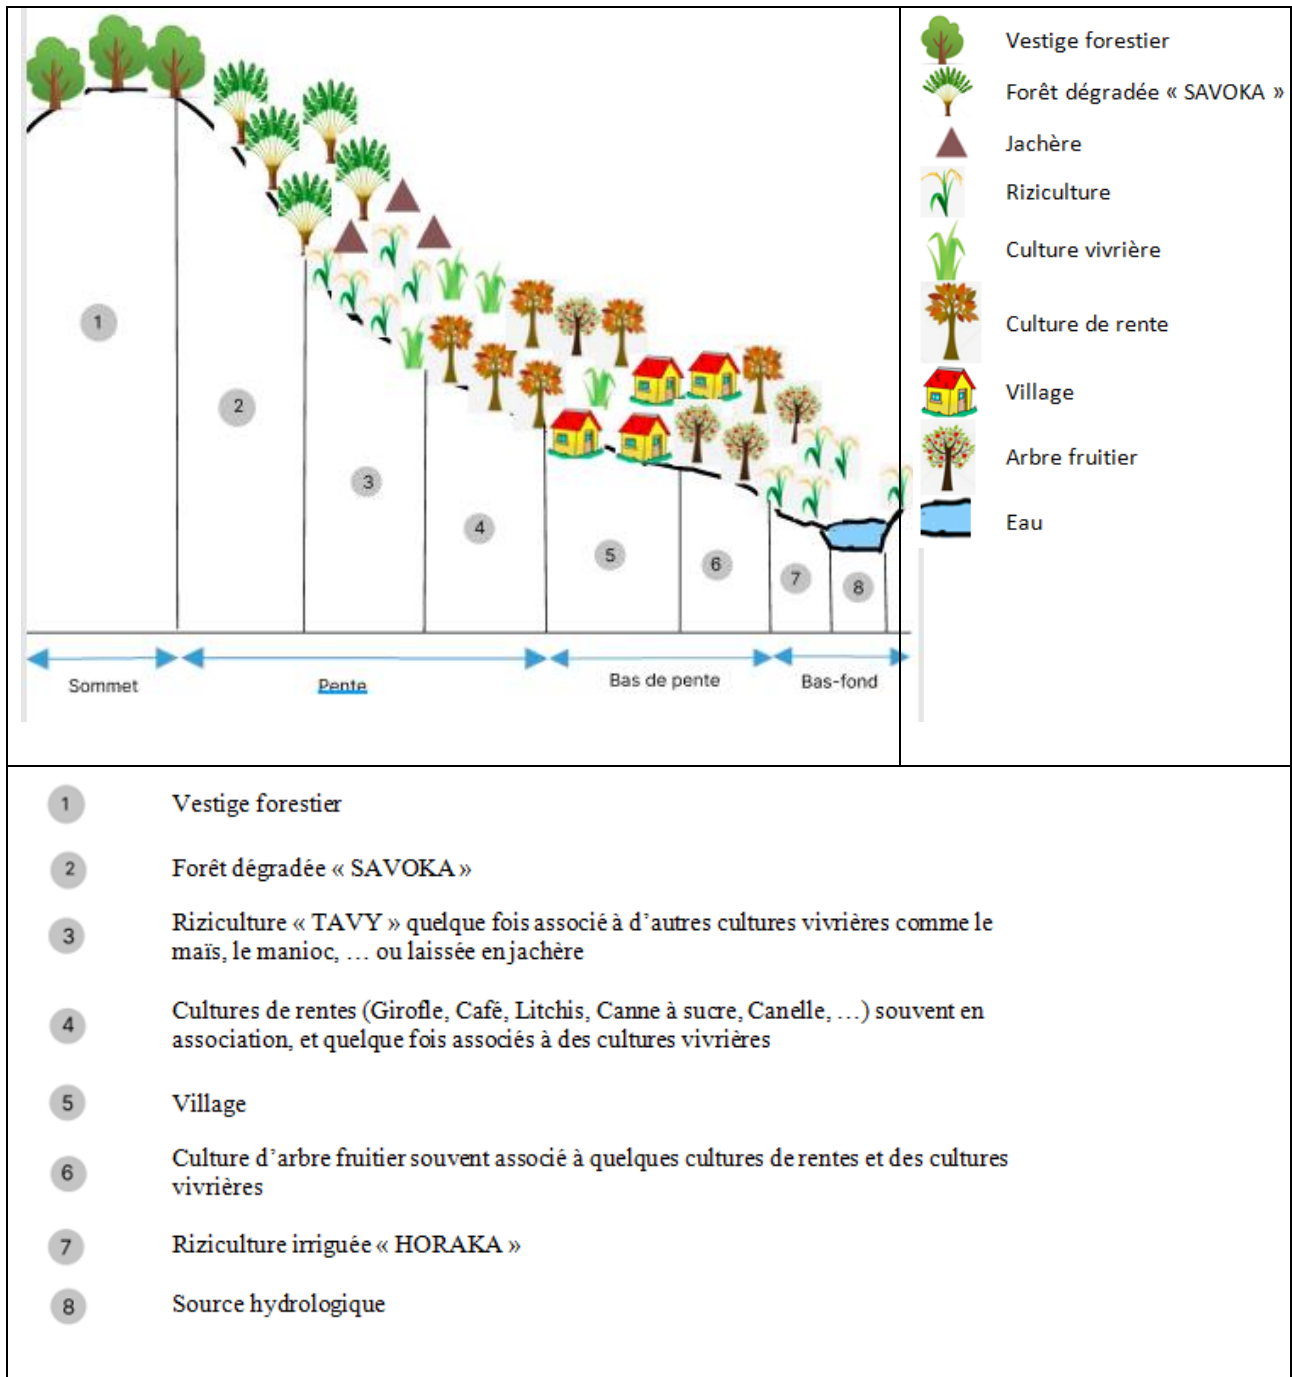 Vestige forestier
Forêt dégradée « SAVOKA »
Jachère
Riziculture
Culture vivrière
Culture de rente
Village
Arbre fruitier
Eau
1
2
3
4
5
6
7
8
Sommet
Pente
Bas de pente
Bas-fond
1 Vestige forestier
2 Forêt dégradée « SAVOKA »
3 Riziculture « TAVY » quelque fois associé à d’autres cultures vivrières comme le
maïs, le manioc, … ou laissée en jachère
4 Cultures de rentes (Girofle, Café, Litchis, Canne à sucre, Canelle, …) souvent en
association, et quelque fois associés à des cultures vivrières
5 Village
6 Culture d’arbre fruitier souvent associé à quelques cultures de rentes et des cultures
vivrières
7 Riziculture irriguée « HORAKA »
8 Source hydrologique